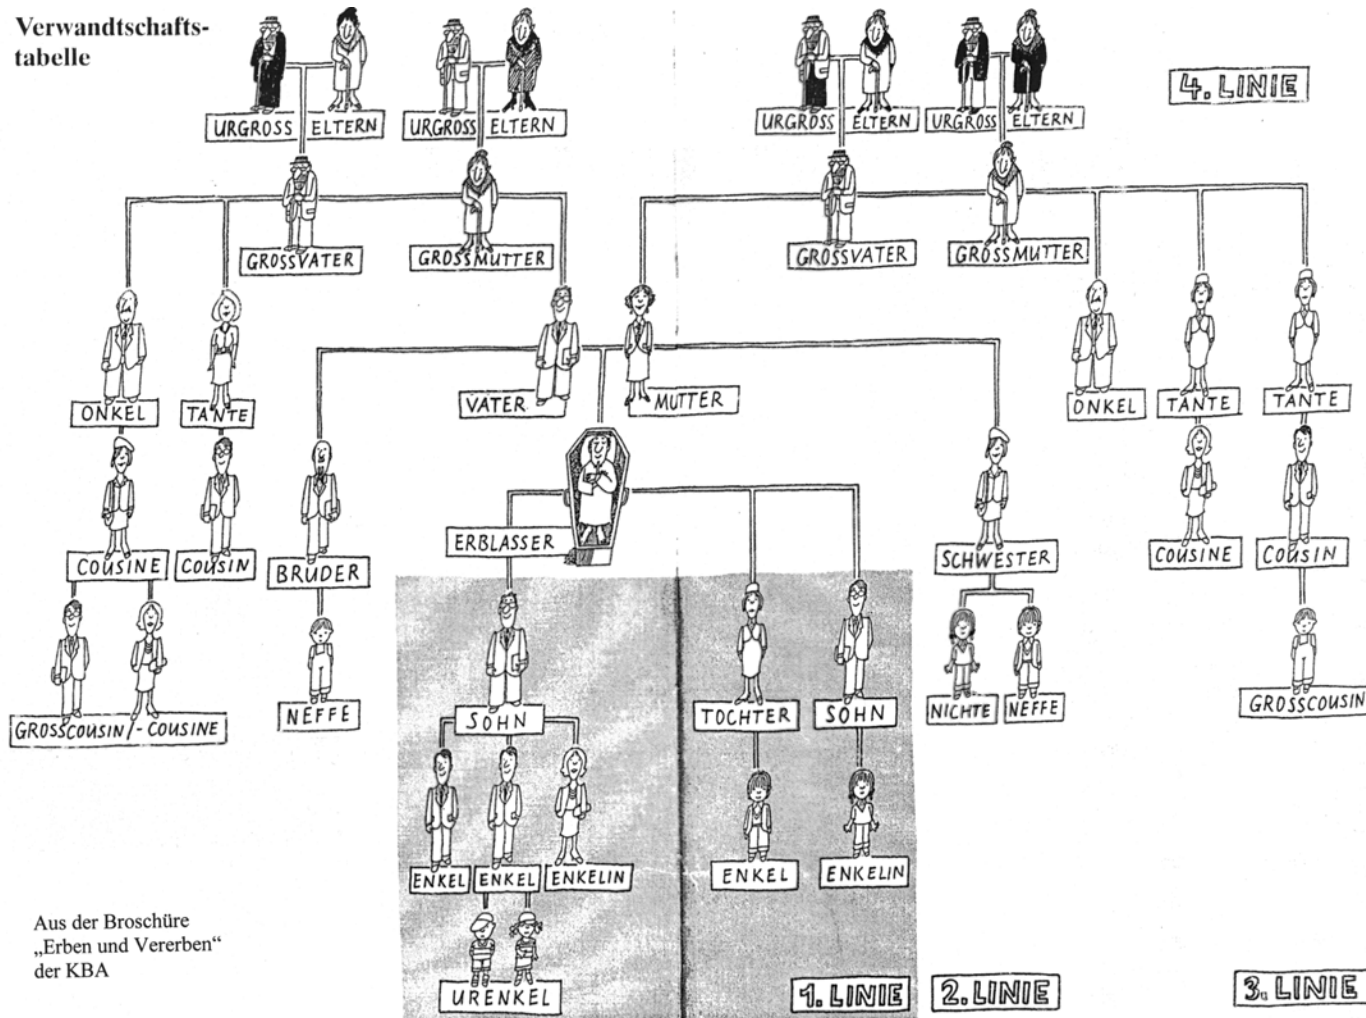 Verwandtschafts-
tabelle
4. LINIE
URGROSS ELTERN URGROSS ELTERN URGROSS ELTERN URGROSS ELTERN
GROSSVATER GROSSMUTTER GROSSVATER GROSSMUTTER
ONKEL TANTE VATER MUTTER ONKEL TANTE TANTE
ERBLASSER
COUSINE COUSIN BRUDER SCHWESTER COUSINE COUSIN
GROSSCOUSIN/-COUSINE NEFFE SOHN TOCHTER SOHN NICHTE NEFFE GROSSCOUSIN
ENKEL ENKEL ENKELIN ENKEL ENKELIN
URENKEL
1. LINIE 2. LINIE 3. LINIE
Aus der Broschüre
„Erben und Vererben“
der KBA